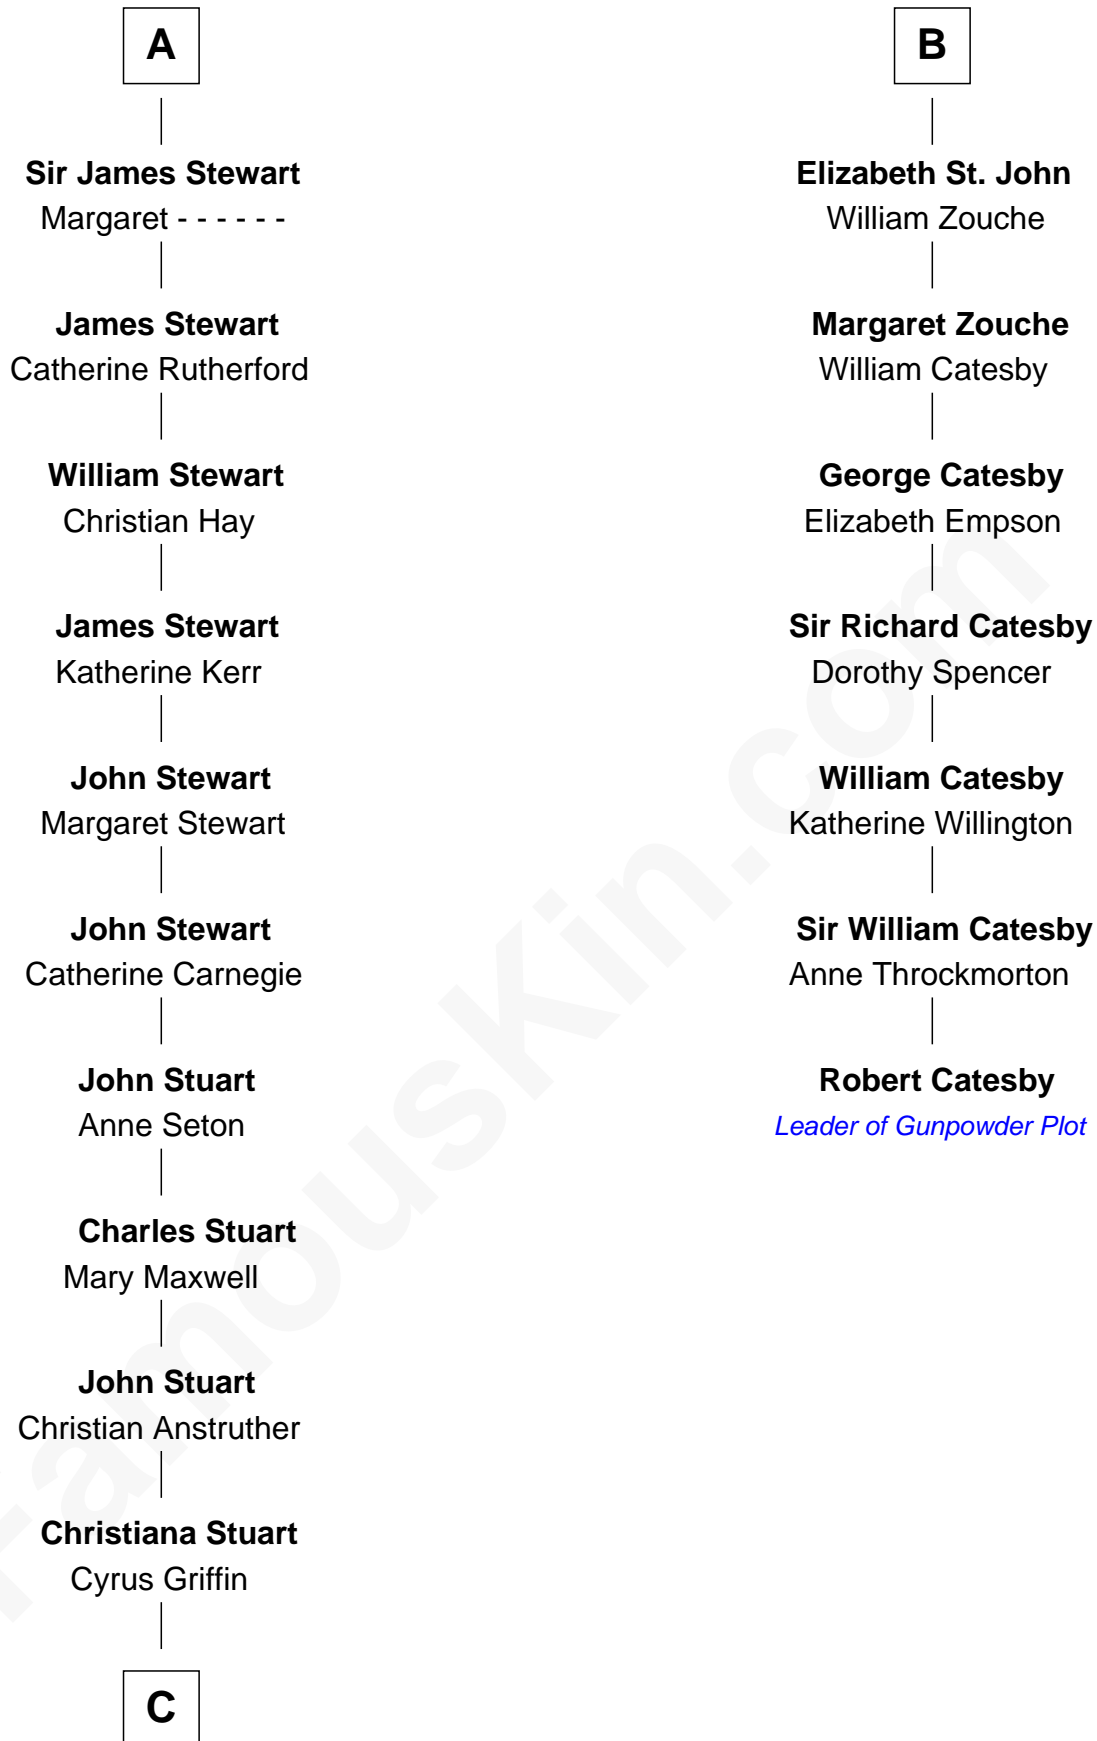 A
Sir James Stewart
Margaret - - - - - -
James Stewart
Catherine Rutherford
William Stewart
Christian Hay
James Stewart
Katherine Kerr
John Stewart
Margaret Stewart
John Stewart
Catherine Carnegie
John Stuart
Anne Seton
Charles Stuart
Mary Maxwell
John Stuart
Christian Anstruther
Christiana Stuart
Cyrus Griffin
C
B
Elizabeth St. John
William Zouche
Margaret Zouche
William Catesby
George Catesby
Elizabeth Empson
Sir Richard Catesby
Dorothy Spencer
William Catesby
Katherine Willington
Sir William Catesby
Anne Throckmorton
Robert Catesby
Leader of Gunpowder Plot
FamousKin.com